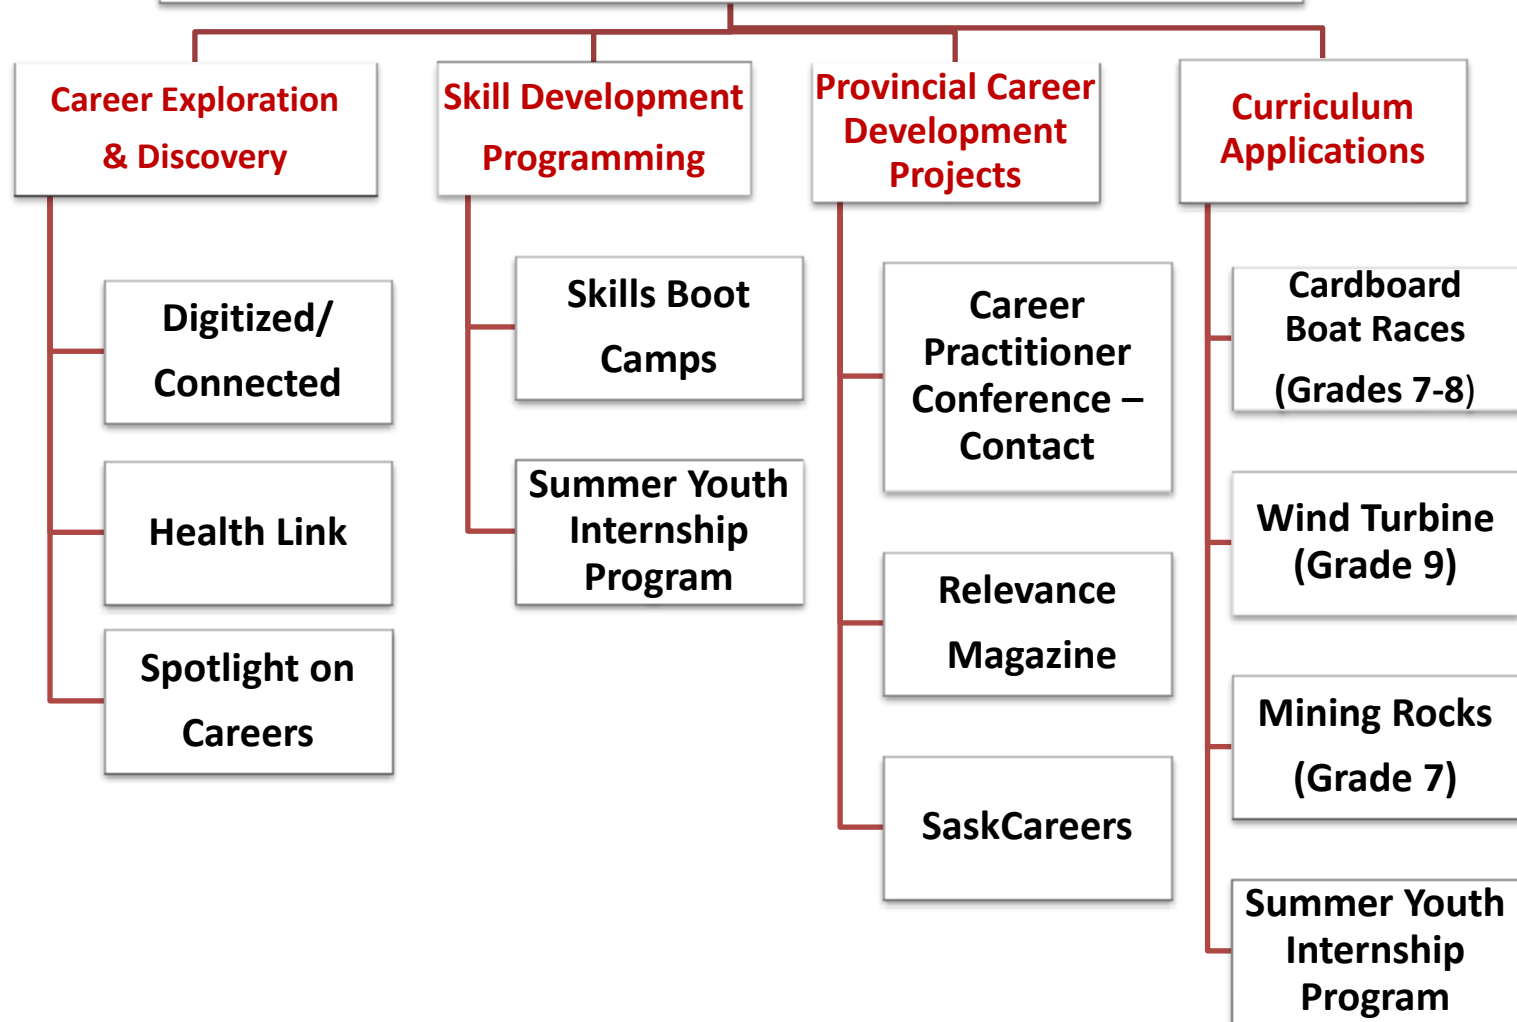 Career Exploration
& Discovery
Digitized/
Connected
Health Link
Spotlight on
Careers
Skill Development
Programming
Skills Boot
Camps
Summer Youth
Internship
Program
Provincial Career
Development
Projects
Career
Practitioner
Conference –
Contact
Relevance
Magazine
SaskCareers
Curriculum
Applications
Cardboard
Boat Races
(Grades 7-8)
Wind Turbine
(Grade 9)
Mining Rocks
(Grade 7)
Summer Youth
Internship
Program